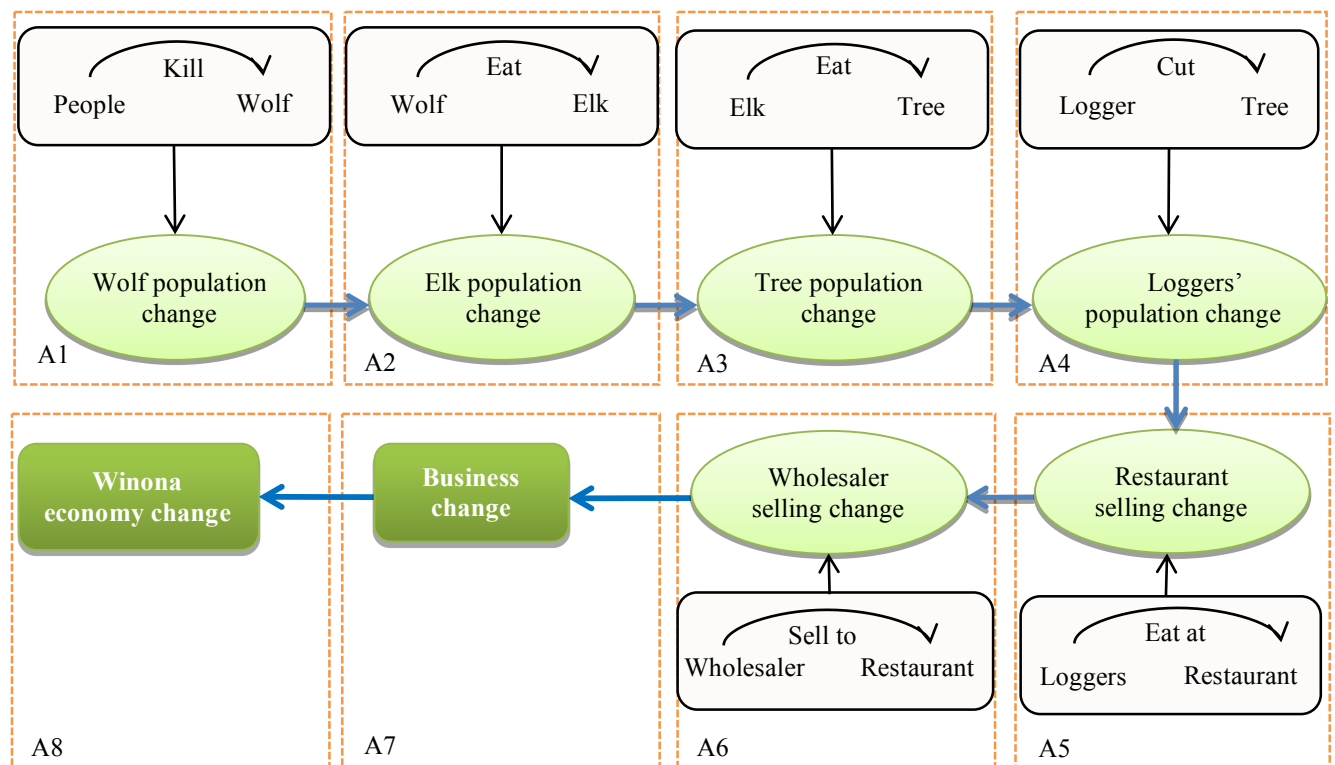 Kill
People Wolf
Wolf population
change
A1
Eat
Wolf Elk
Elk population
change
A2
Eat
Elk Tree
Tree population
change
A3
Cut
Logger Tree
Loggers’
population change
A4
Winona
economy change
A8
Business
change
A7
Wholesaler
selling change
Sell to
Wholesaler Restaurant
A6
Restaurant
selling change
Eat at
Loggers Restaurant
A5